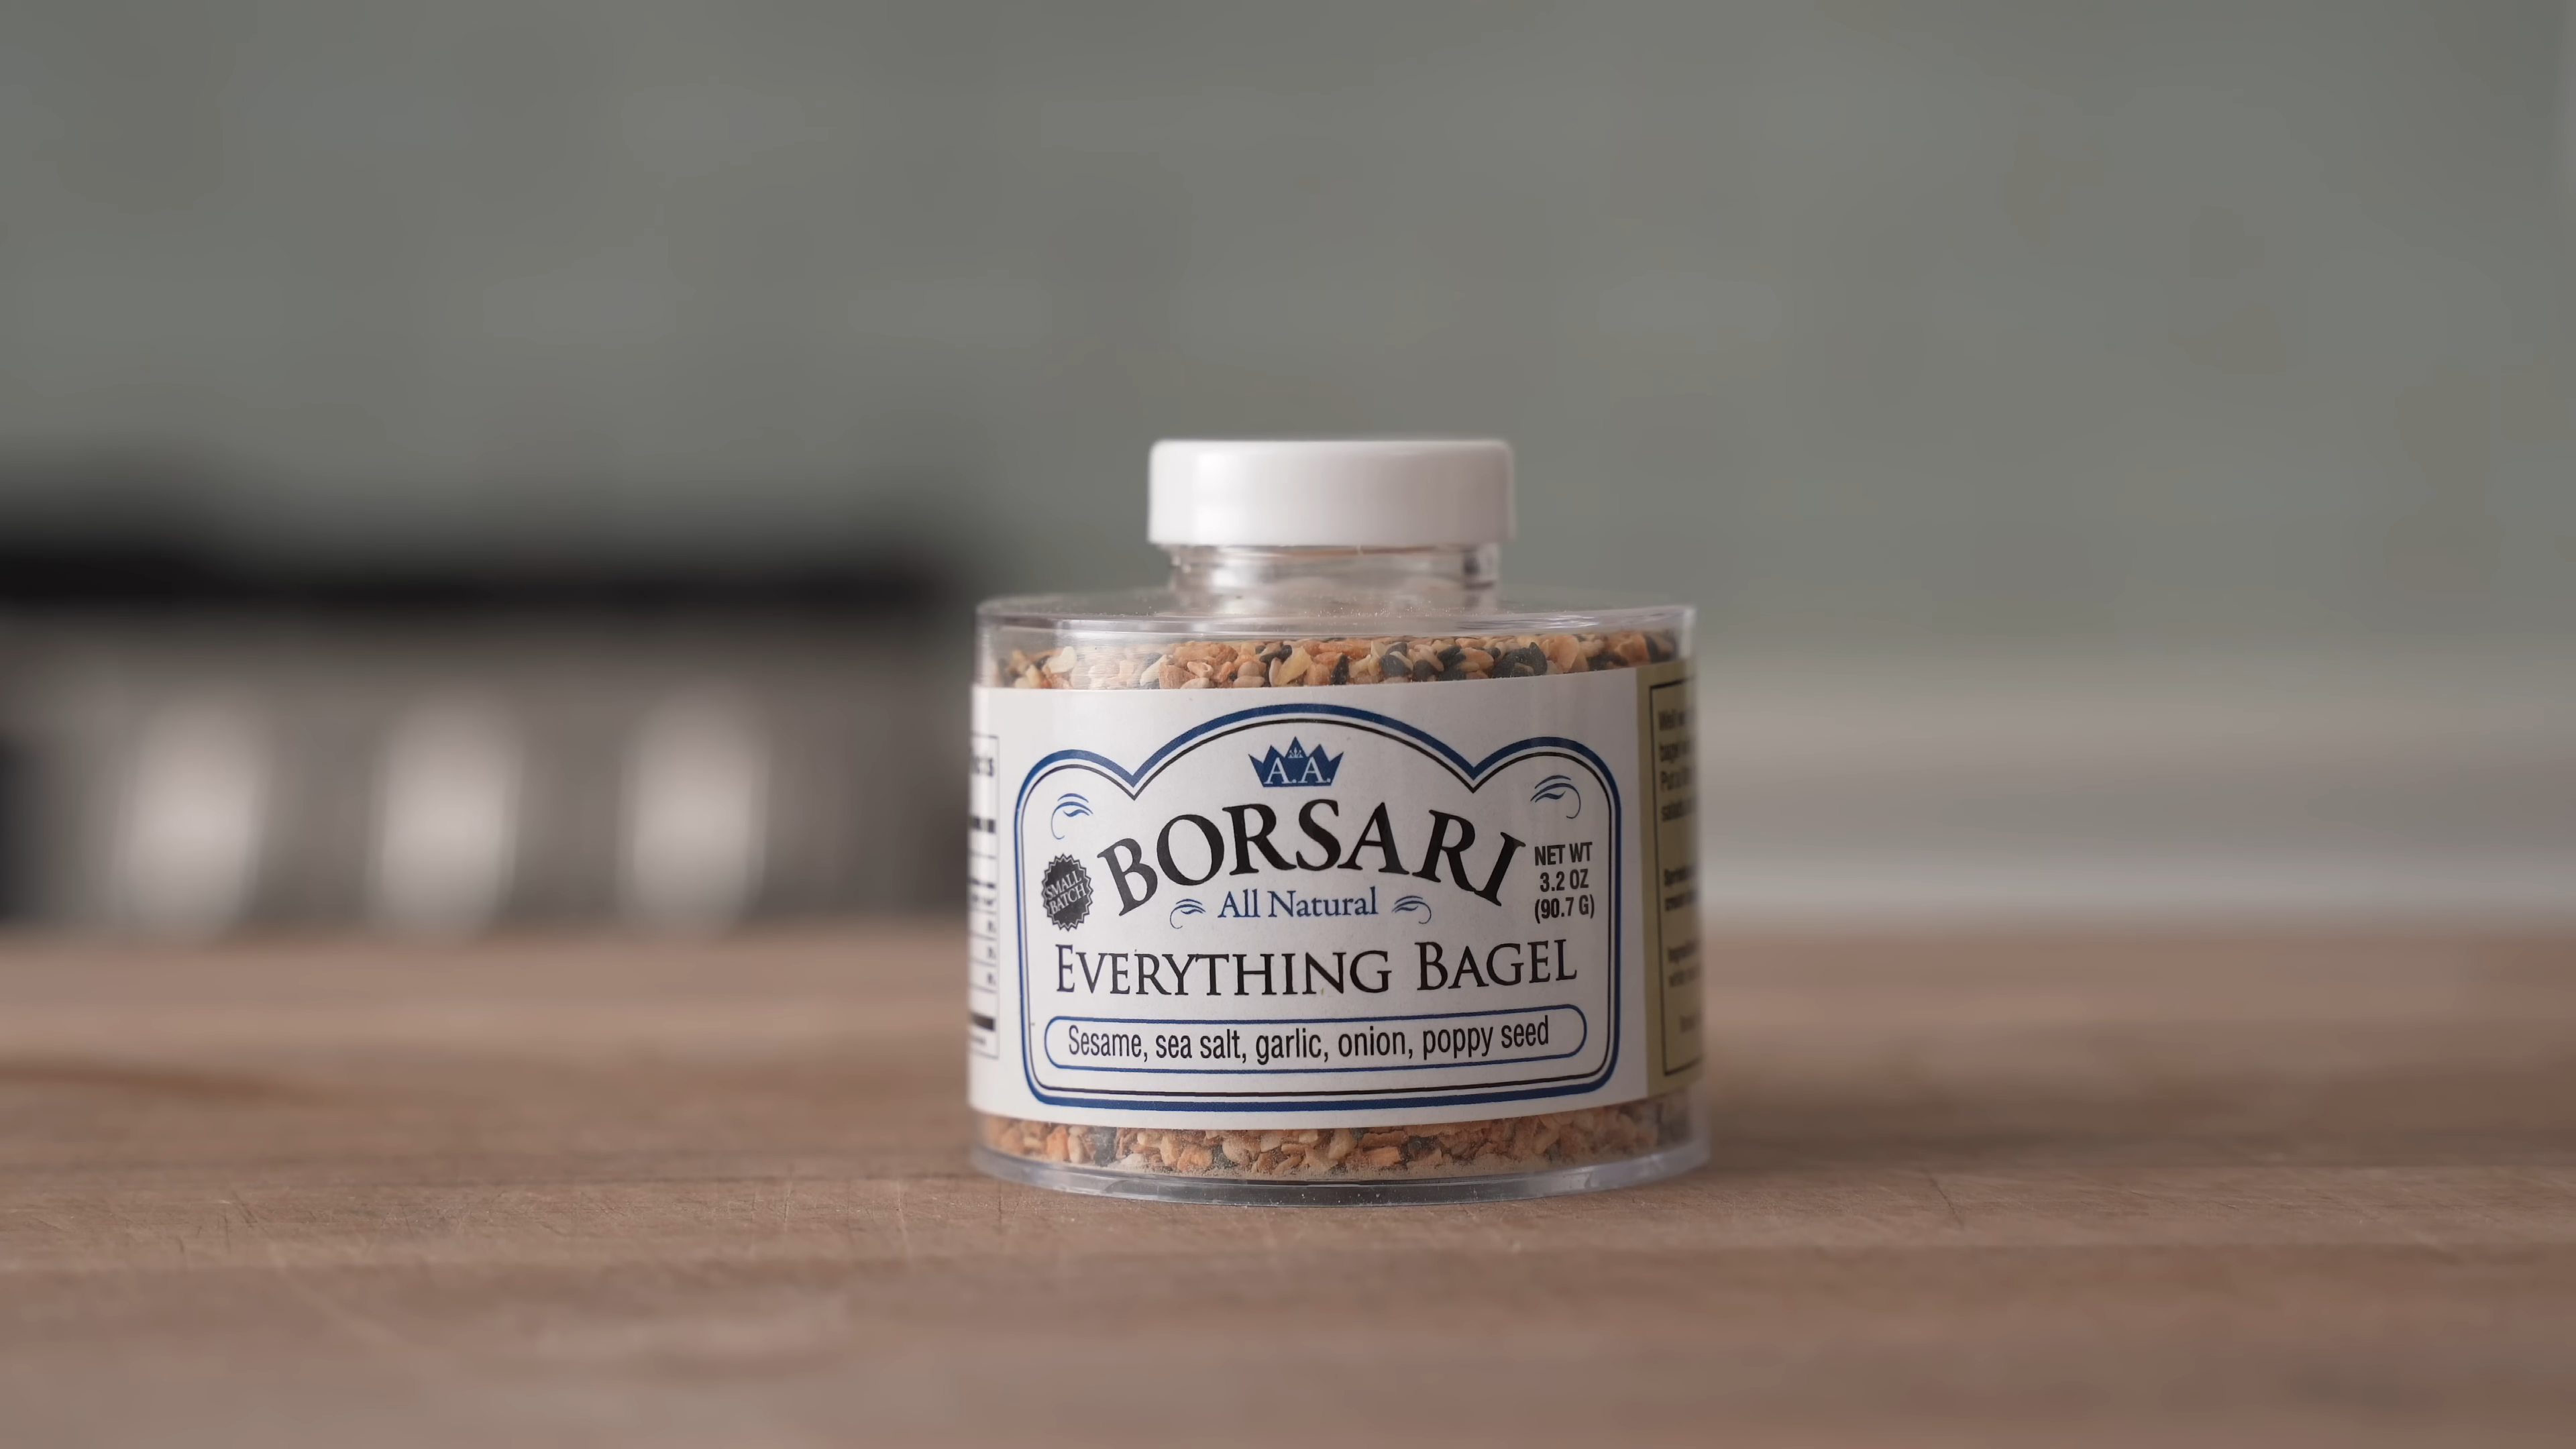 A.A.
BORSARI
SMALL
BATCH
All Natural
NET WT
3.2 OZ
(90.7 G)
EVERYTHING BAGEL
Sesame, sea salt, garlic, onion, poppy seed